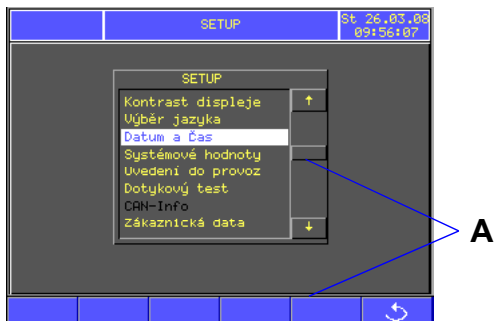 SETUP
St 26.03.08
09:56:07
SETUP
Kontrast displeje
Výběr jazyka
Datum a Čas
Systémové hodnoty
Uvedení do provoz
Dotykový test
CAN-Info
Zákaznická data
A